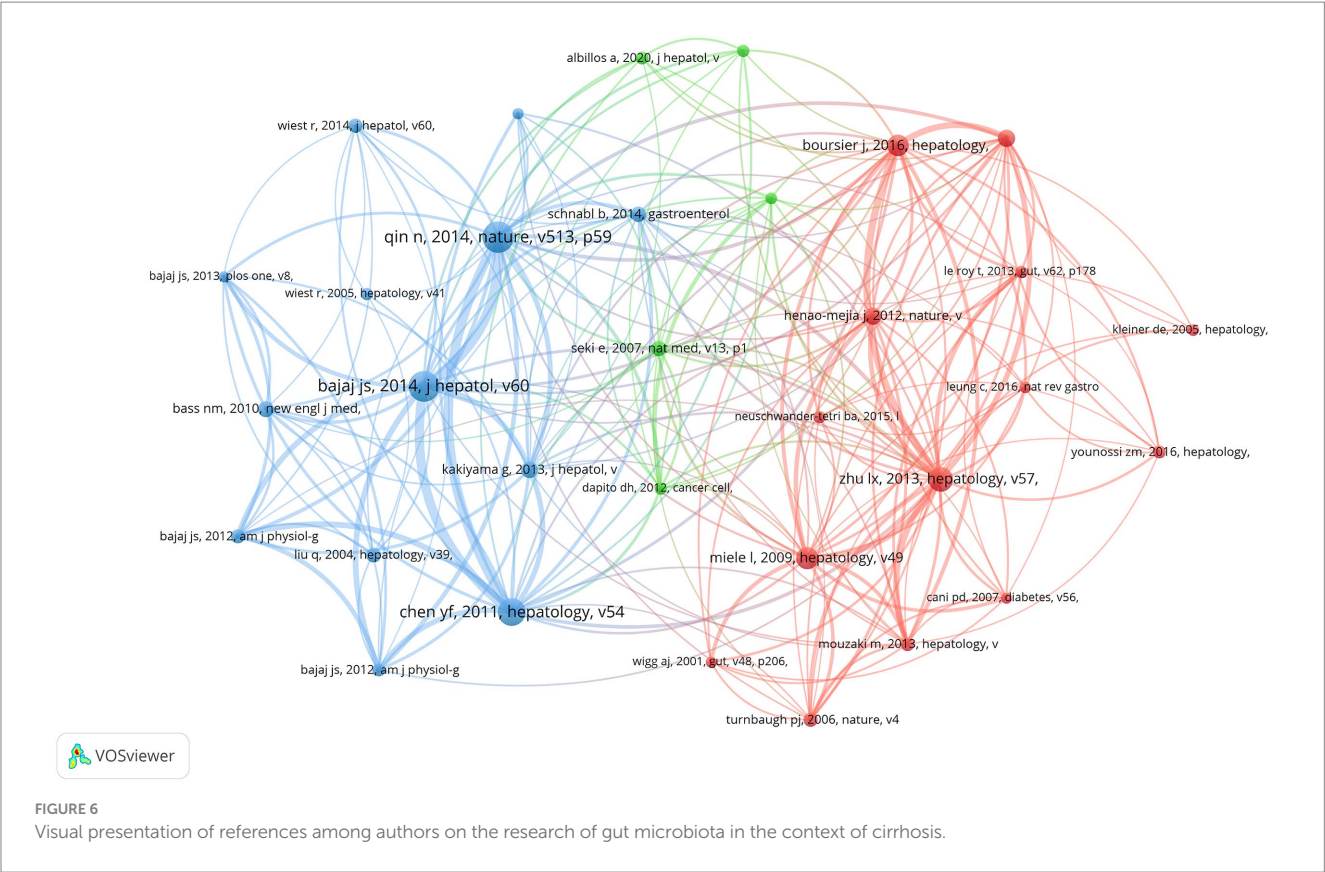 albillos a, 2020, j hepatol, v
wiest r, 2014, j hepatol, v60,
boursier j, 2016, hepatology,
schnabl b, 2014, gastroenterol
qin n, 2014, nature, v513, p59
bajaj js, 2013, plos one, v8,
le roy t, 2013, gut, v62, p178
wiest r, 2005, hepatology, v41
henao-mejia j, 2012, nature, v
kleiner de, 2005, hepatology,
seki e, 2007, nat med, v13, p1
bajaj js, 2014, j hepatol, v60
leung c, 2016, nat rev gastro
bass nm, 2010, new engl j med,
neuschwander-tetri ba, 2015, l
younossi zm, 2016, hepatology,
kakiyama g, 2013, j hepatol, v
zhu lx, 2013, hepatology, v57,
dapito dh, 2012, cancer cell,
bajaj js, 2012, am j physiol-g
liu q, 2004, hepatology, v39,
miele l, 2009, hepatology, v49
cani pd, 2007, diabetes, v56,
chen yf, 2011, hepatology, v54
mouzaki m, 2013, hepatology, v
wigg aj, 2001, gut, v48, p206,
bajaj js, 2012, am j physiol-g
turnbaugh pj, 2006, nature, v4
VOSviewer
FIGURE 6
Visual presentation of references among authors on the research of gut microbiota in the context of cirrhosis.